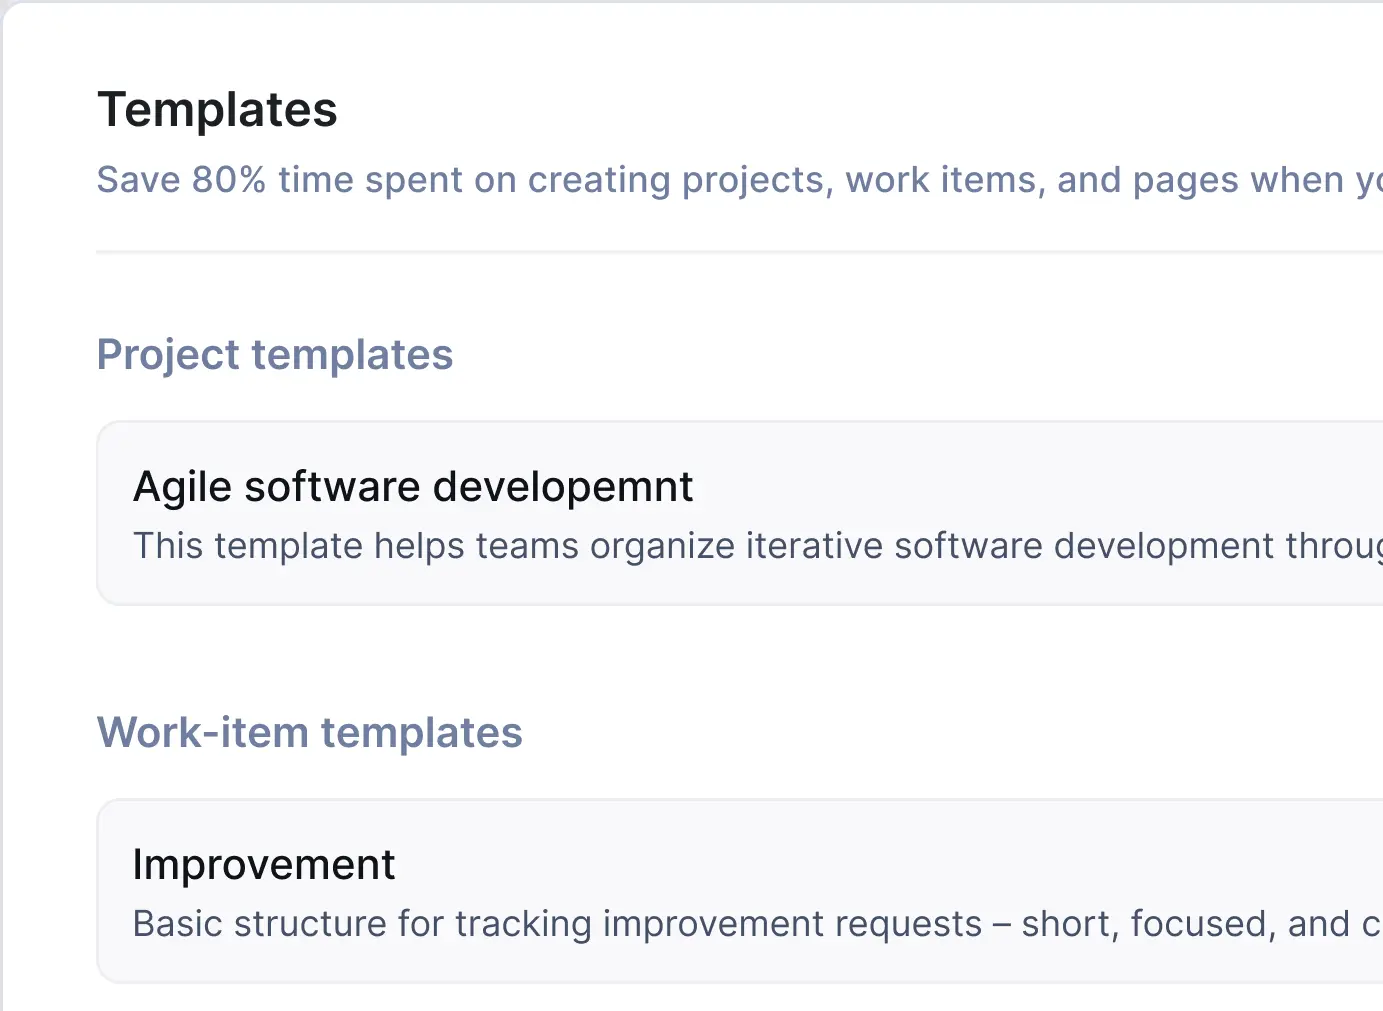 Templates
Save 80% time spent on creating projects, work items, and pages when
Project templates
Agile software developemnt
This template helps teams organize iterative software development
Work-item templates
Improvement
Basic structure for tracking improvement requests – short, focused, and